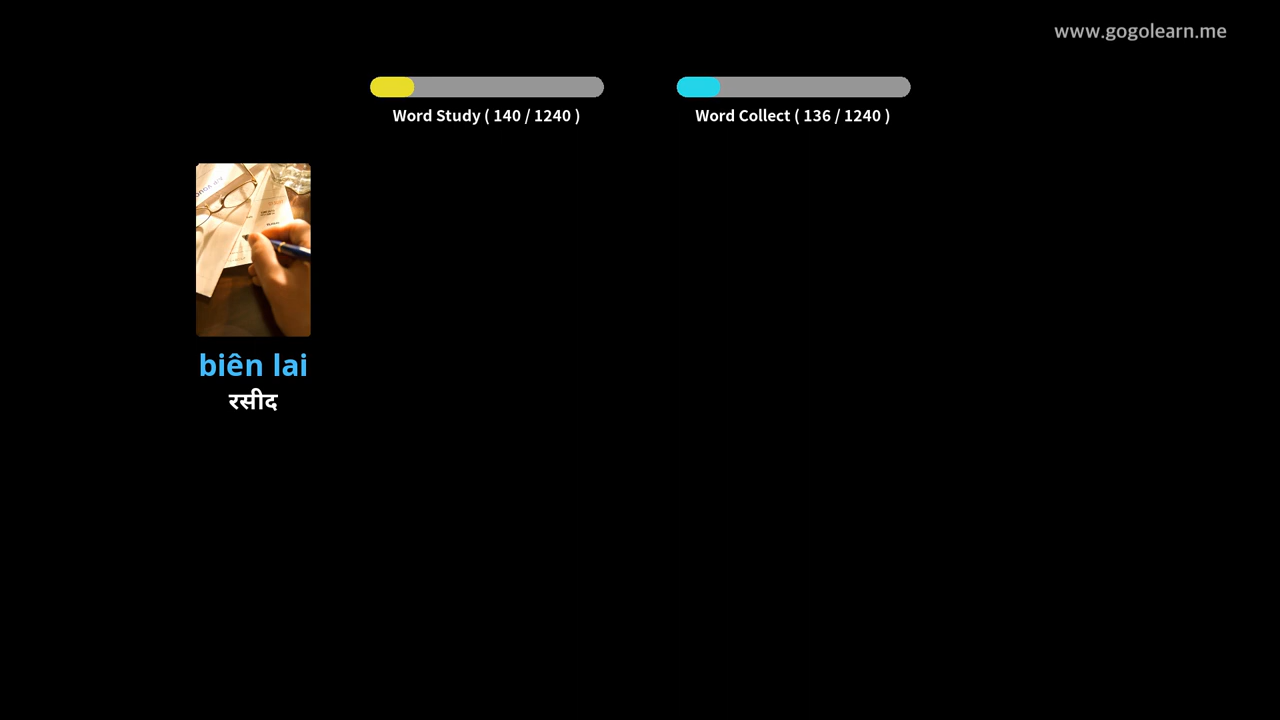 www.gogolearn.me
Word Study ( 140 / 1240 )
Word Collect ( 136 / 1240 )
biên lai
रसीद